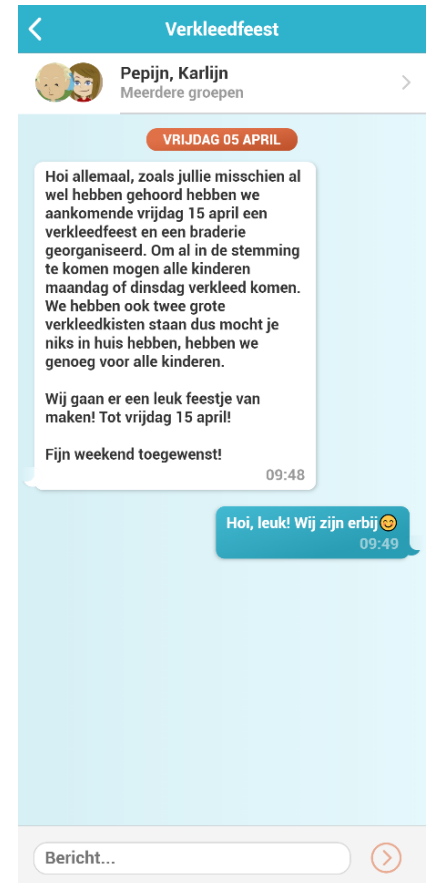 Verkleedfeest
Pepijn, Karlijn
Meerdere groepen
VRIJDAG 05 APRIL
Hoi allemaal, zoals jullie misschien al
wel hebben gehoord hebben we
aankomende vrijdag 15 april een
verkleedfeest en een braderie
georganiseerd. Om al in de stemming
te komen mogen alle kinderen
maandag of dinsdag verkleed komen.
We hebben ook twee grote
verkleedkisten staan dus mocht je
niks in huis hebben, hebben we
genoeg voor alle kinderen.
Wij gaan er een leuk feestje van
maken! Tot vrijdag 15 april!
Fijn weekend toegewenst!
09:48
Hoi, leuk! Wij zijn erbij😊
09:49
Bericht...